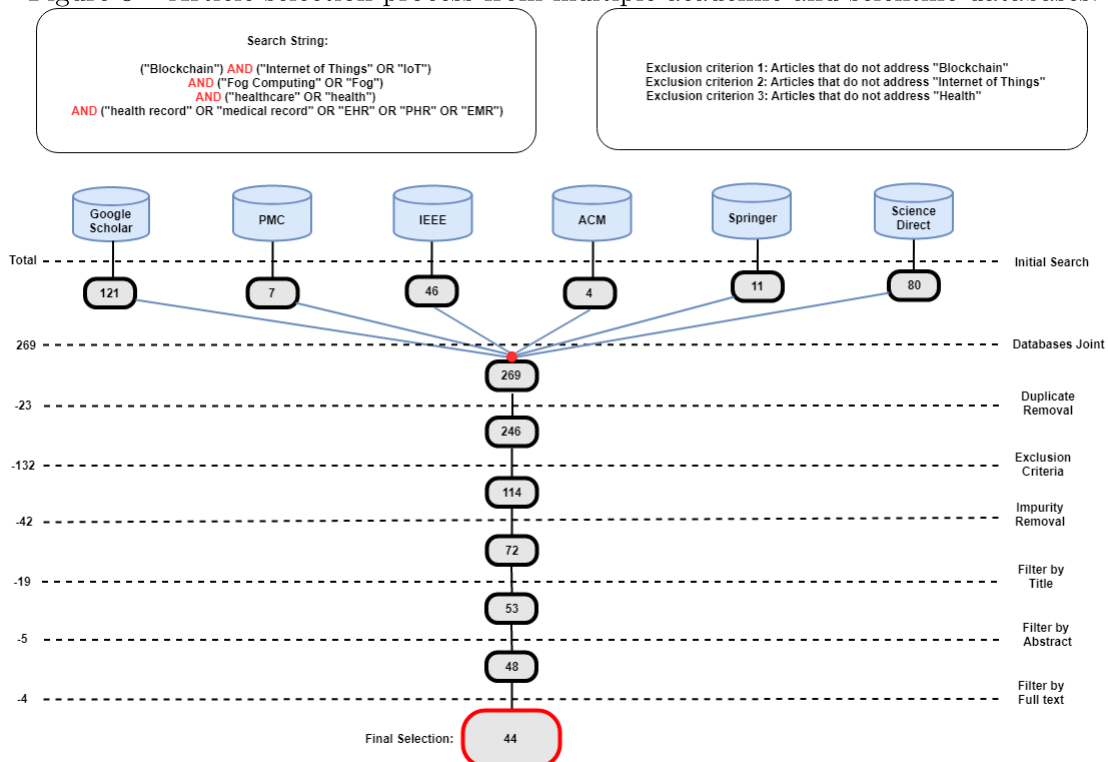 Search String:
("Blockchain") AND ("Internet of Things" OR "IoT")
AND ("Fog Computing" OR "Fog")
AND ("healthcare" OR "health")
AND ("health record" OR "medical record" OR "EHR" OR "PHR" OR "EMR")
Exclusion criterion 1: Articles that do not address "Blockchain"
Exclusion criterion 2: Articles that do not address "Internet of Things"
Exclusion criterion 3: Articles that do not address "Health"
Google
Scholar
PMC
IEEE
ACM
Springer
Science
Direct
Total
Initial Search
121
7
46
4
11
80
269
Databases Joint
269
-23
Duplicate
Removal
246
-132
Exclusion
Criteria
114
-42
Impurity
Removal
72
-19
Filter by
Title
53
-5
Filter by
Abstract
48
-4
Filter by
Full text
Final Selection:
44